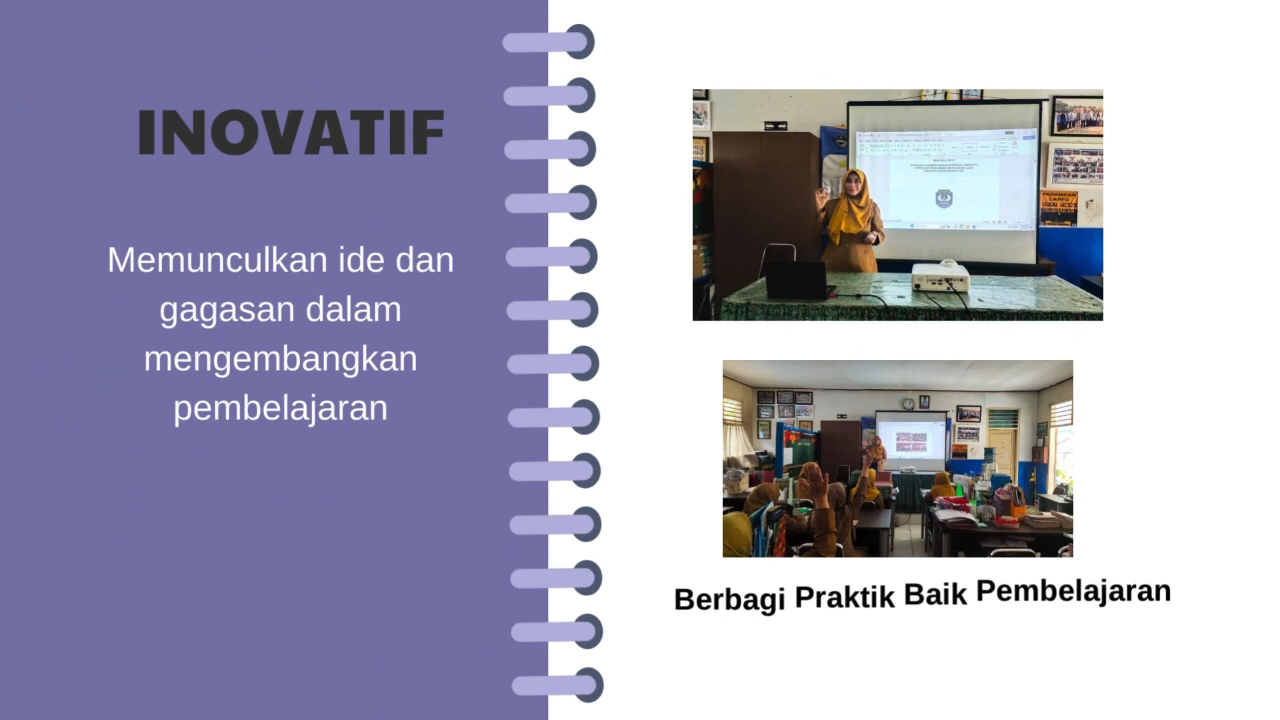 INOVATIF
Memunculkan ide dan
gagasan dalam
mengembangkan
pembelajaran
Berbagi Praktik Baik Pembelajaran